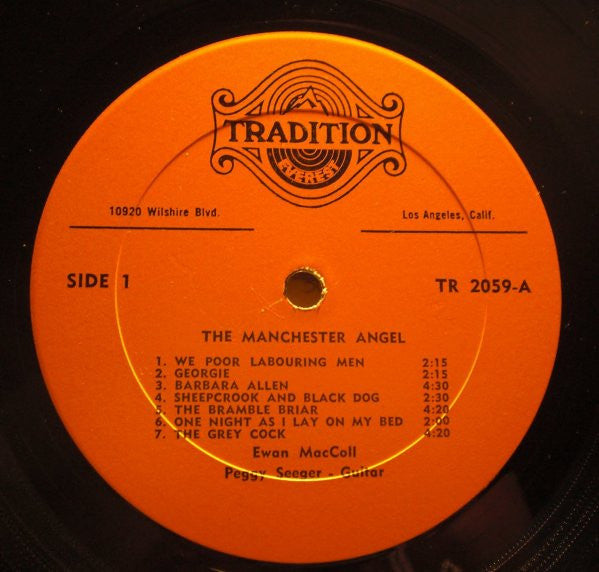 TRADITION
EVEREST
10920 Wilshire Blvd. Los Angeles, Calif.
SIDE 1 TR 2059-A
THE MANCHESTER ANGEL
1. WE POOR LABOURING MEN 2:15
2. GEORGIE 2:15
3. BARBARA ALLEN 4:30
4. SHEEPCROOK AND BLACK DOG 2:30
5. THE BRAMBLE BRIAR 4:20
6. ONE NIGHT AS I LAY ON MY BED 2:00
7. THE GREY COCK 4:20
Ewan MacColl
Peggy Seeger - Guitar